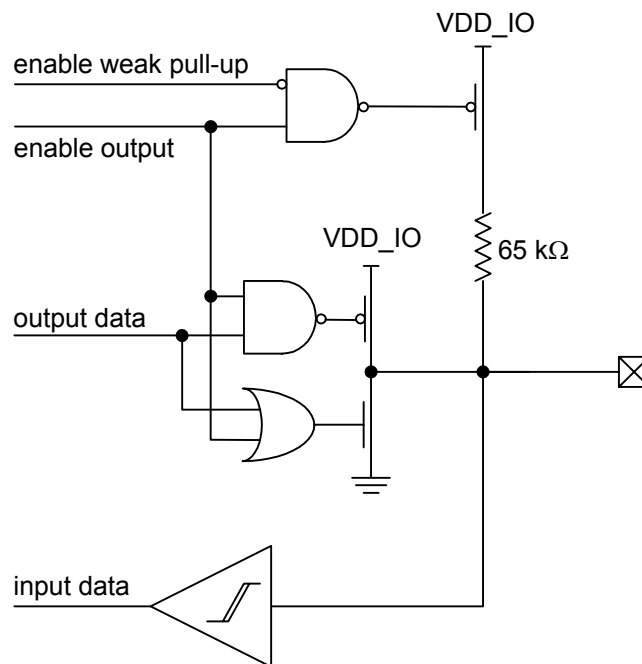 VDD_IO
enable weak pull-up
enable output
VDD_IO
65 kΩ
output data
input data